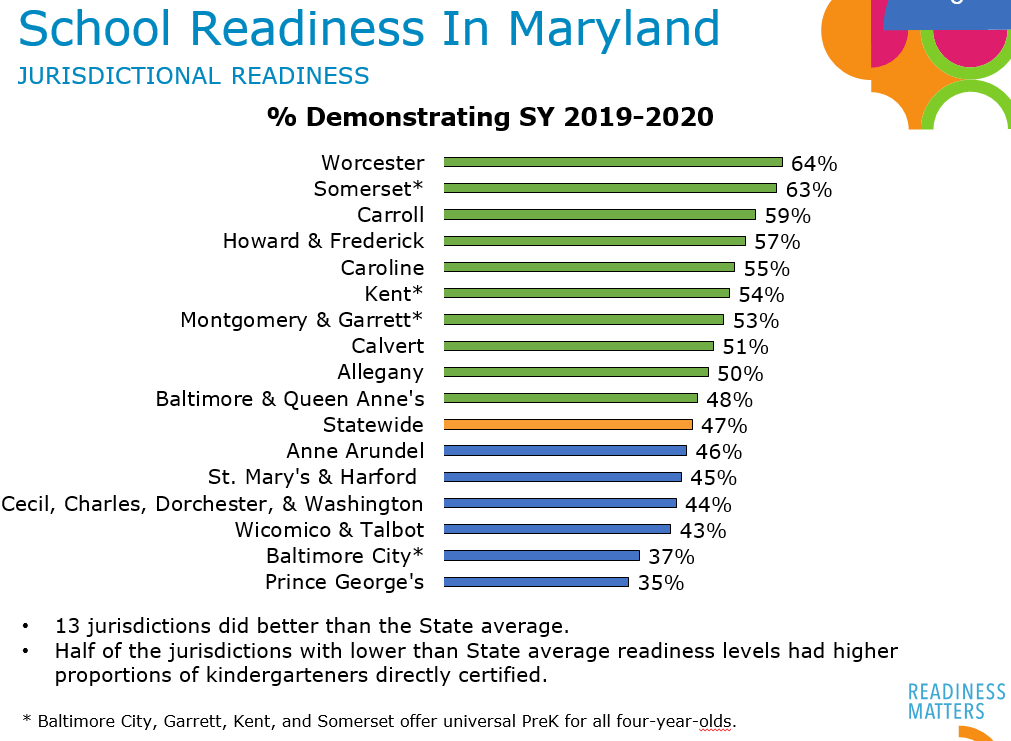 School Readiness In Maryland
JURISDICTIONAL READINESS
% Demonstrating SY 2019-2020
Worcester 64%
Somerset* 63%
Carroll 59%
Howard & Frederick 57%
Caroline 55%
Kent* 54%
Montgomery & Garrett* 53%
Calvert 51%
Allegany 50%
Baltimore & Queen Anne's 48%
Statewide 47%
Anne Arundel 46%
St. Mary's & Harford 45%
Cecil, Charles, Dorchester, & Washington 44%
Wicomico & Talbot 43%
Baltimore City* 37%
Prince George's 35%
• 13 jurisdictions did better than the State average.
• Half of the jurisdictions with lower than State average readiness levels had higher
proportions of kindergarteners directly certified.
* Baltimore City, Garrett, Kent, and Somerset offer universal PreK for all four-year-olds.
READINESS
MATTERS